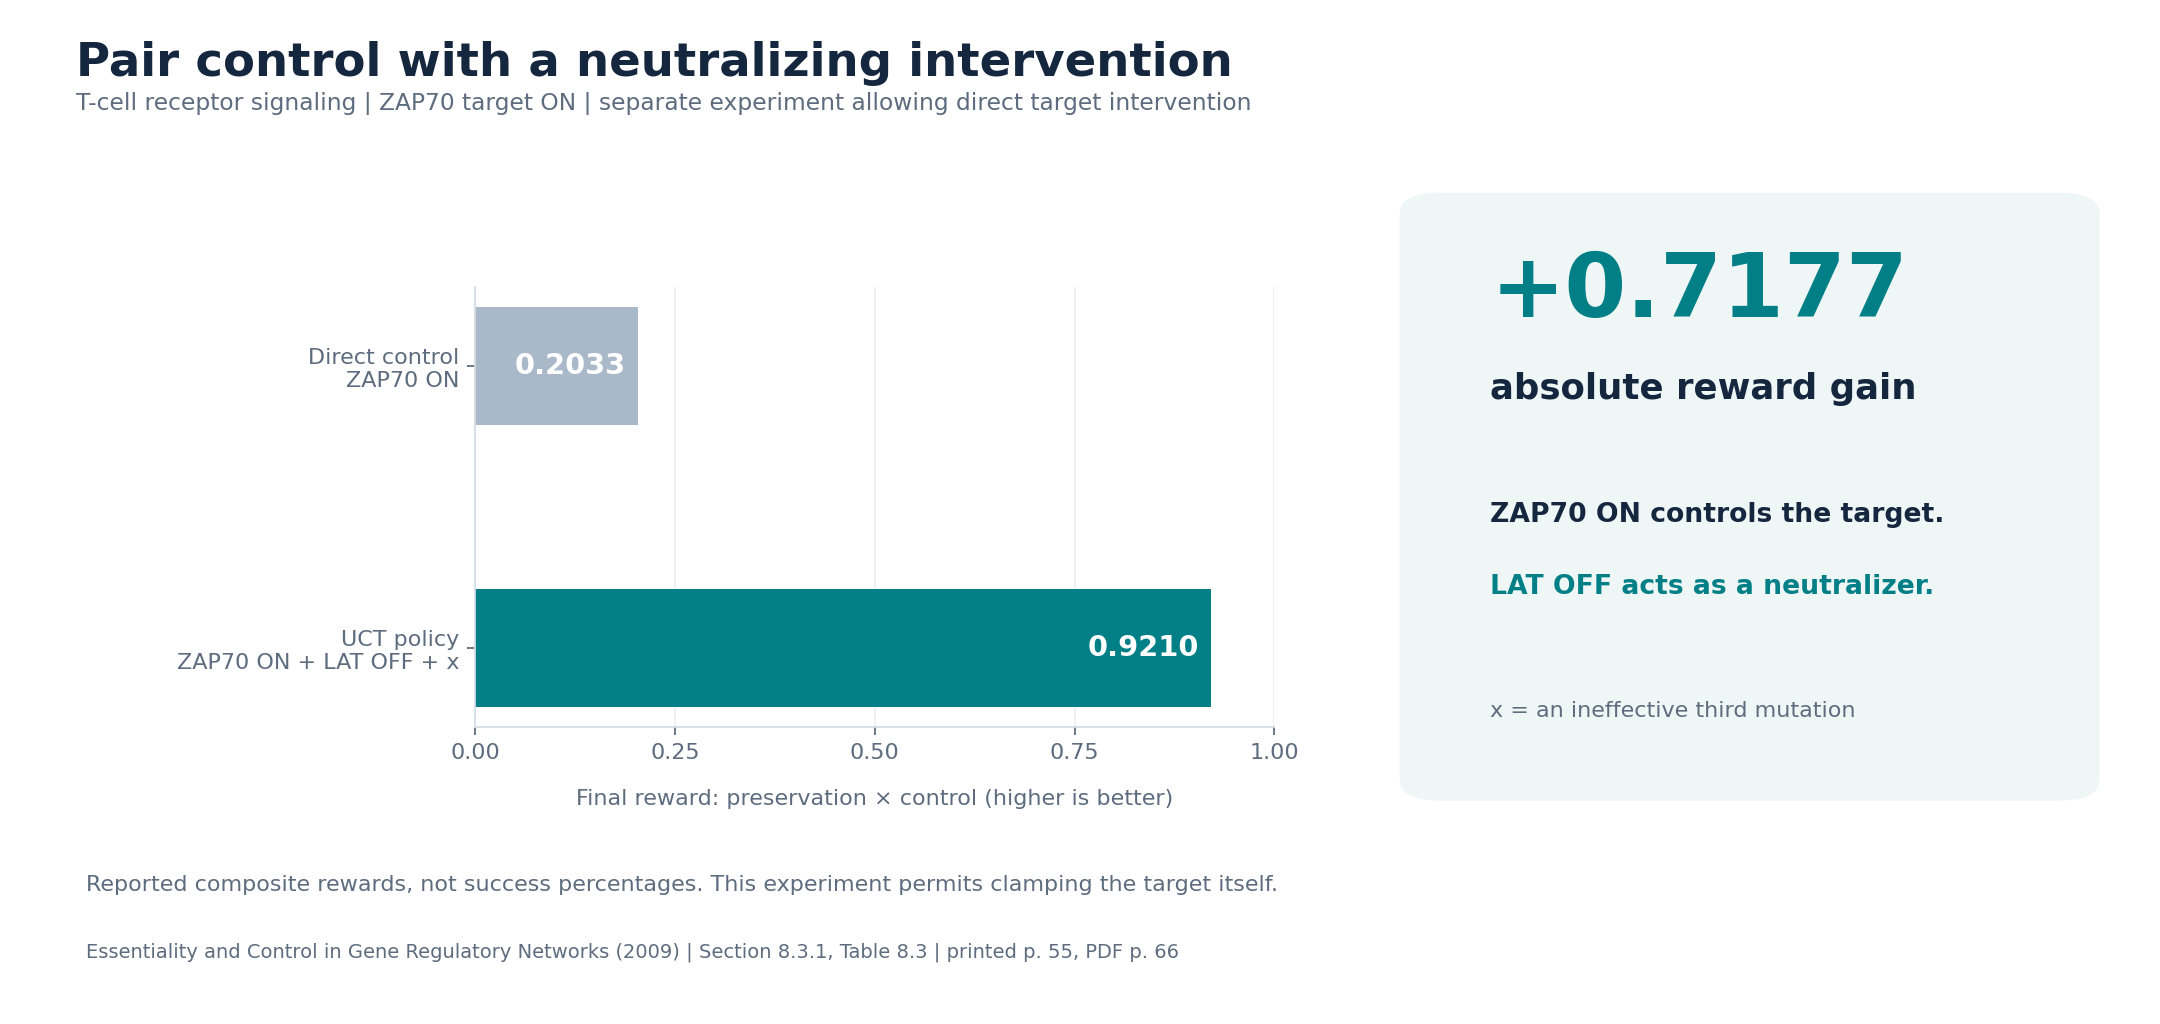 Pair control with a neutralizing intervention
T-cell receptor signaling | ZAP70 target ON | separate experiment allowing direct target intervention
Direct control
ZAP70 ON
0.2033
UCT policy
ZAP70 ON + LAT OFF + x
0.9210
0.00
0.25
0.50
0.75
1.00
Final reward: preservation × control (higher is better)
+0.7177
absolute reward gain
ZAP70 ON controls the target.
LAT OFF acts as a neutralizer.
x = an ineffective third mutation
Reported composite rewards, not success percentages. This experiment permits clamping the target itself.
Essentiality and Control in Gene Regulatory Networks (2009) | Section 8.3.1, Table 8.3 | printed p. 55, PDF p. 66